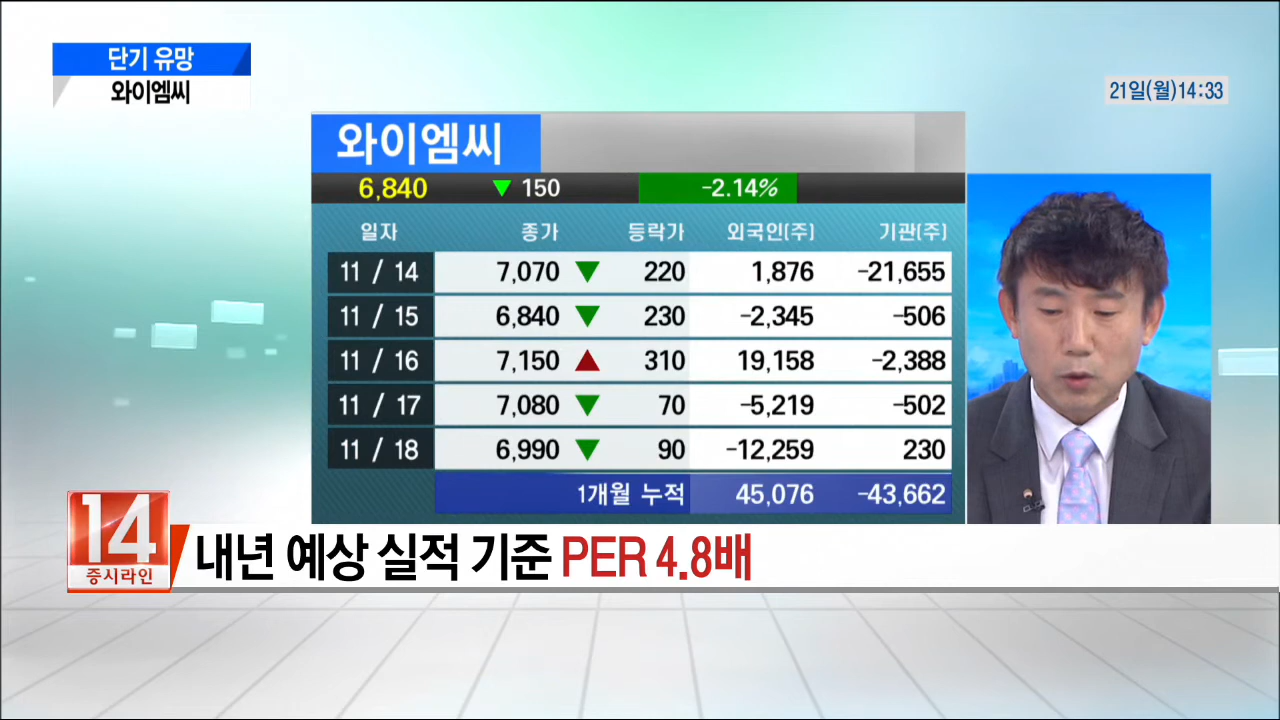 단기 유망
와이엠씨
21일(월)14:33
와이엠씨
6,840 ▼ 150 -2.14%
일자 종가 등락가 외국인(주) 기관(주)
11 / 14 7,070 ▼ 220 1,876 -21,655
11 / 15 6,840 ▼ 230 -2,345 -506
11 / 16 7,150 ▲ 310 19,158 -2,388
11 / 17 7,080 ▼ 70 -5,219 -502
11 / 18 6,990 ▼ 90 -12,259 230
1개월 누적 45,076 -43,662
14
증시라인
내년 예상 실적 기준 PER 4.8배